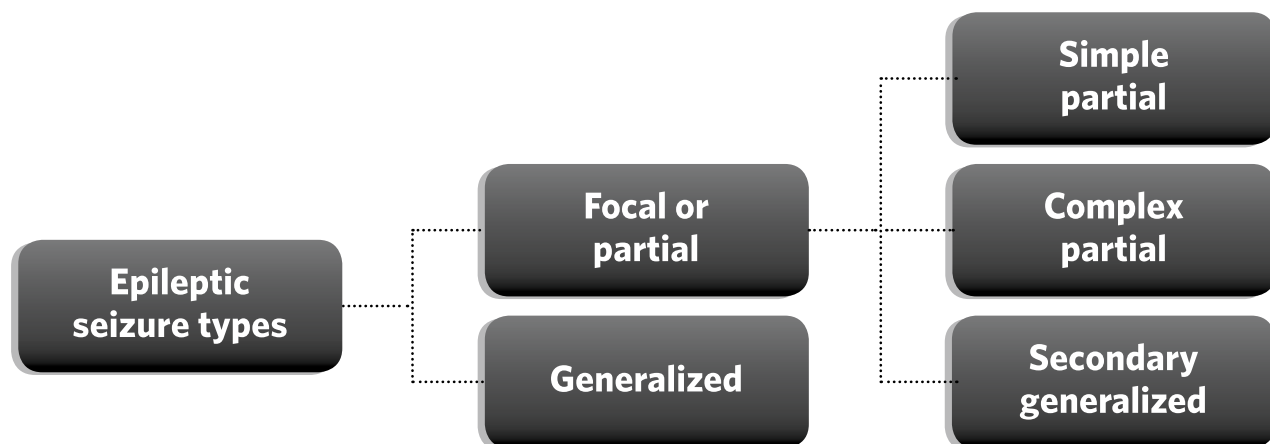 Epileptic
seizure types
Focal or
partial
Generalized
Simple
partial
Complex
partial
Secondary
generalized